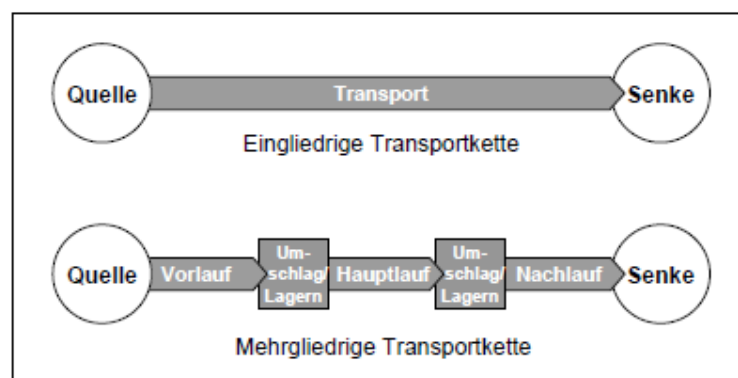 Quelle Transport Senke
Eingliedrige Transportkette
Quelle Vorlauf Um-
schlag/
Lagern Hauptlauf Um-
schlag/
Lagern Nachlauf Senke
Mehrgliedrige Transportkette